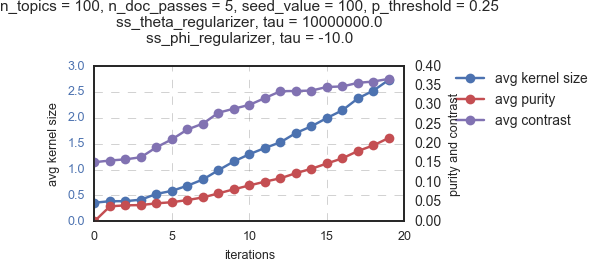 n_topics = 100, n_doc_passes = 5, seed_value = 100, p_threshold = 0.25
ss_theta_regularizer, tau = 10000000.0
ss_phi_regularizer, tau = -10.0
3.0
2.5
2.0
1.5
1.0
0.5
0.0
avg kernel size
0.40
0.35
0.30
0.25
0.20
0.15
0.10
0.05
0.00
purity and contrast
avg kernel size
avg purity
avg contrast
0 5 10 15 20
iterations